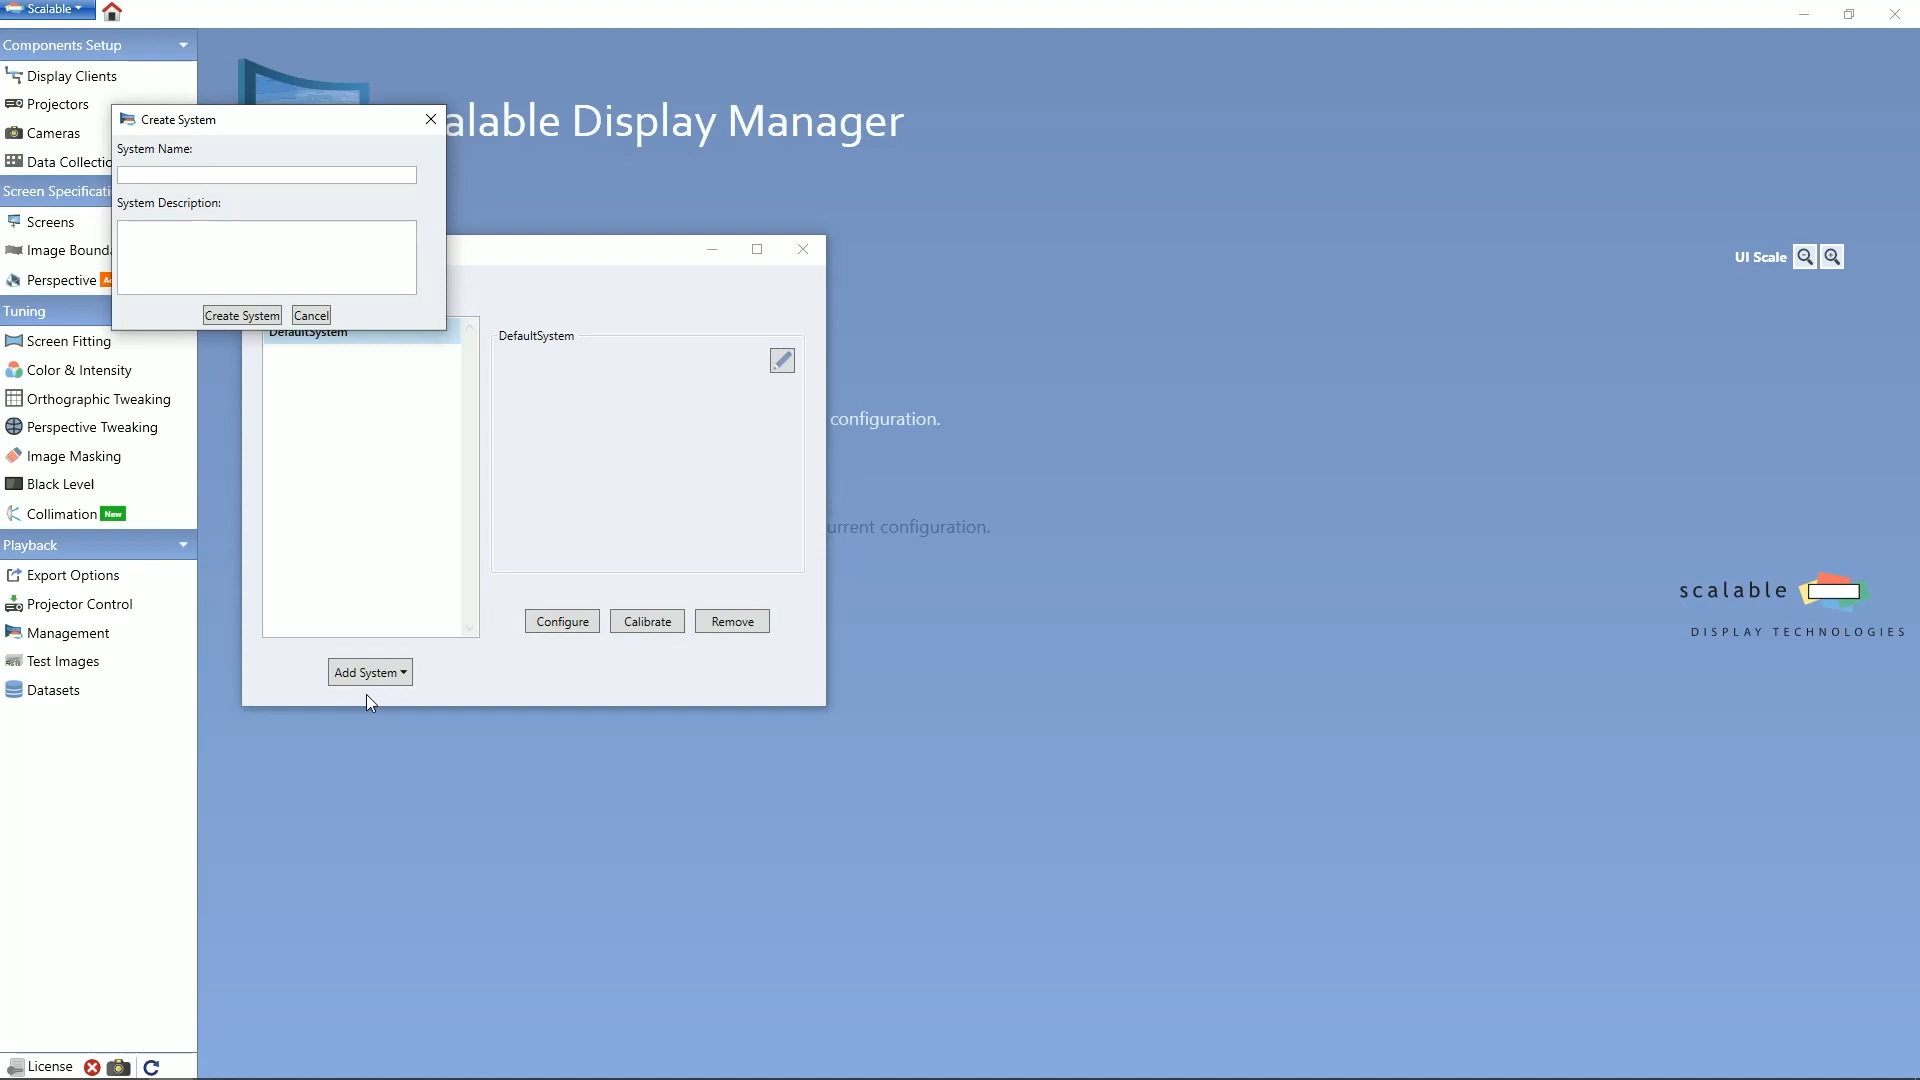 Scalable
Components Setup
Display Clients
Projectors
Cameras
Data Collectio
Screen Specificati
Screens
Image Bounda
Perspective
Tuning
Screen Fitting
Color & Intensity
Orthographic Tweaking
Perspective Tweaking
Image Masking
Black Level
Collimation New
Playback
Export Options
Projector Control
Management
Test Images
Datasets
License
Create System
System Name:
System Description:
Create System Cancel
alable Display Manager
UI Scale
DefaultSystem
DefaultSystem
configuration.
urrent configuration.
Configure Calibrate Remove
Add System
scalable
DISPLAY TECHNOLOGIES